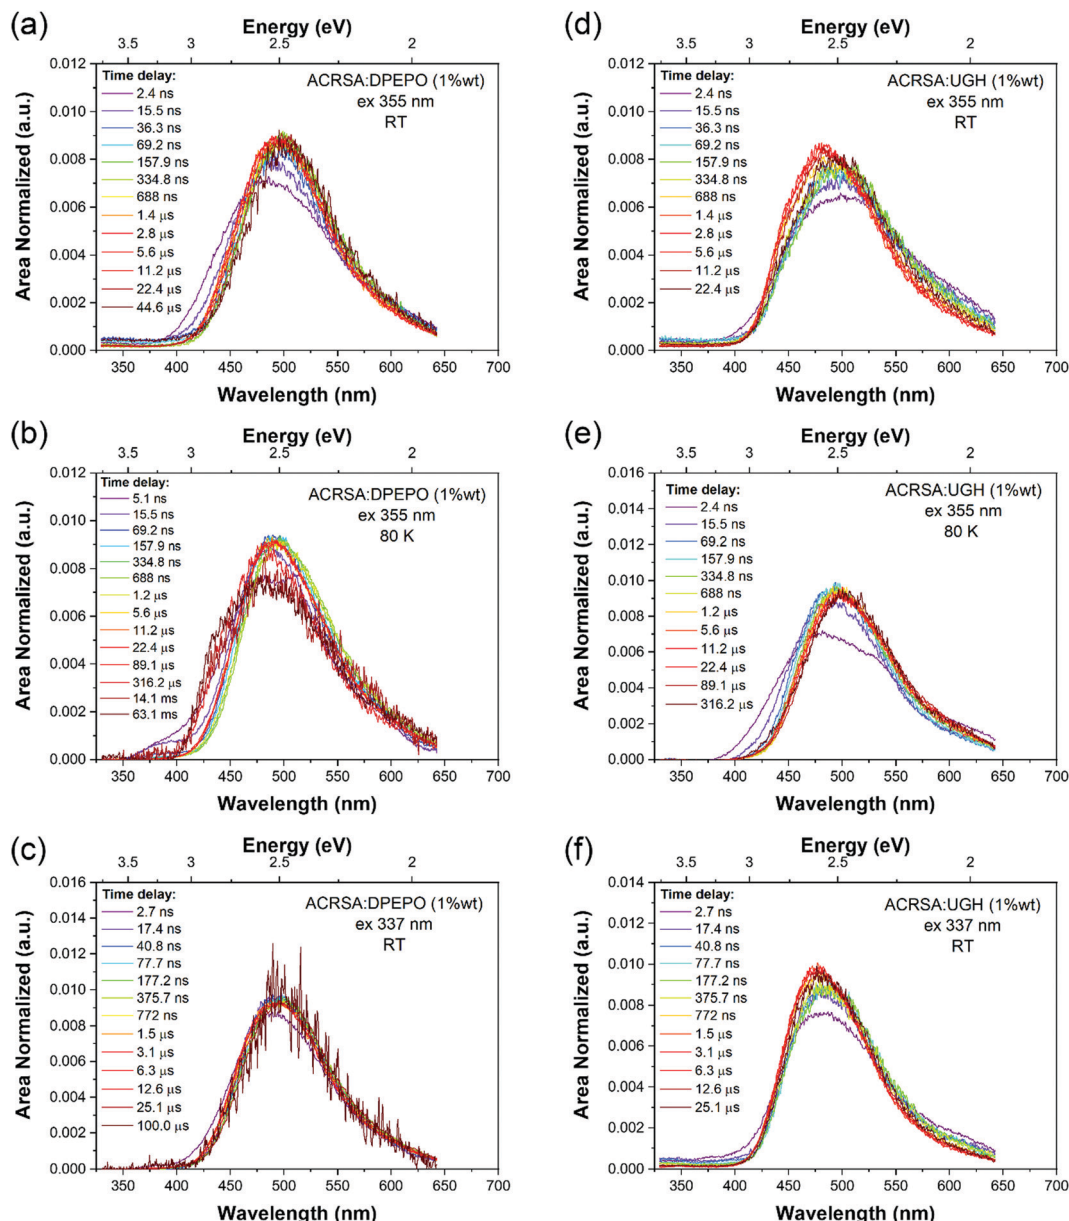 (a)
Energy (eV)
3.5 3 2.5 2
0.012
0.010
0.008
0.006
0.004
0.002
0.000
Area Normalized (a.u.)
Time delay:
2.4 ns
15.5 ns
36.3 ns
69.2 ns
157.9 ns
334.8 ns
688 ns
1.4 µs
2.8 µs
5.6 µs
11.2 µs
22.4 µs
44.6 µs
ACRSA:DPEPO (1%wt)
ex 355 nm
RT
350 400 450 500 550 600 650 700
Wavelength (nm)
(d)
Energy (eV)
3.5 3 2.5 2
0.012
0.010
0.008
0.006
0.004
0.002
0.000
Area Normalized (a.u.)
Time delay:
2.4 ns
15.5 ns
36.3 ns
69.2 ns
157.9 ns
334.8 ns
688 ns
1.4 µs
2.8 µs
5.6 µs
11.2 µs
22.4 µs
ACRSA:UGH (1%wt)
ex 355 nm
RT
350 400 450 500 550 600 650 700
Wavelength (nm)
(b)
Energy (eV)
3.5 3 2.5 2
0.012
0.010
0.008
0.006
0.004
0.002
0.000
Area Normalized (a.u.)
Time delay:
5.1 ns
15.5 ns
69.2 ns
157.9 ns
334.8 ns
688 ns
1.2 µs
5.6 µs
11.2 µs
22.4 µs
89.1 µs
316.2 µs
14.1 ms
63.1 ms
ACRSA:DPEPO (1%wt)
ex 355 nm
80 K
350 400 450 500 550 600 650 700
Wavelength (nm)
(e)
Energy (eV)
3.5 3 2.5 2
0.016
0.014
0.012
0.010
0.008
0.006
0.004
0.002
0.000
Area Normalized (a.u.)
Time delay:
2.4 ns
15.5 ns
69.2 ns
157.9 ns
334.8 ns
688 ns
1.2 µs
5.6 µs
11.2 µs
22.4 µs
89.1 µs
316.2 µs
ACRSA:UGH (1%wt)
ex 355 nm
80 K
350 400 450 500 550 600 650 700
Wavelength (nm)
(c)
Energy (eV)
3.5 3 2.5 2
0.016
0.014
0.012
0.010
0.008
0.006
0.004
0.002
0.000
Area Normalized (a.u.)
Time delay:
2.7 ns
17.4 ns
40.8 ns
77.7 ns
177.2 ns
375.7 ns
772 ns
1.5 µs
3.1 µs
6.3 µs
12.6 µs
25.1 µs
100.0 µs
ACRSA:DPEPO (1%wt)
ex 337 nm
RT
350 400 450 500 550 600 650 700
Wavelength (nm)
(f)
Energy (eV)
3.5 3 2.5 2
0.014
0.012
0.010
0.008
0.006
0.004
0.002
0.000
Area Normalized (a.u.)
Time delay:
2.7 ns
17.4 ns
40.8 ns
77.7 ns
177.2 ns
375.7 ns
772 ns
1.5 µs
3.1 µs
6.3 µs
12.6 µs
25.1 µs
ACRSA:UGH (1%wt)
ex 337 nm
RT
350 400 450 500 550 600 650 700
Wavelength (nm)